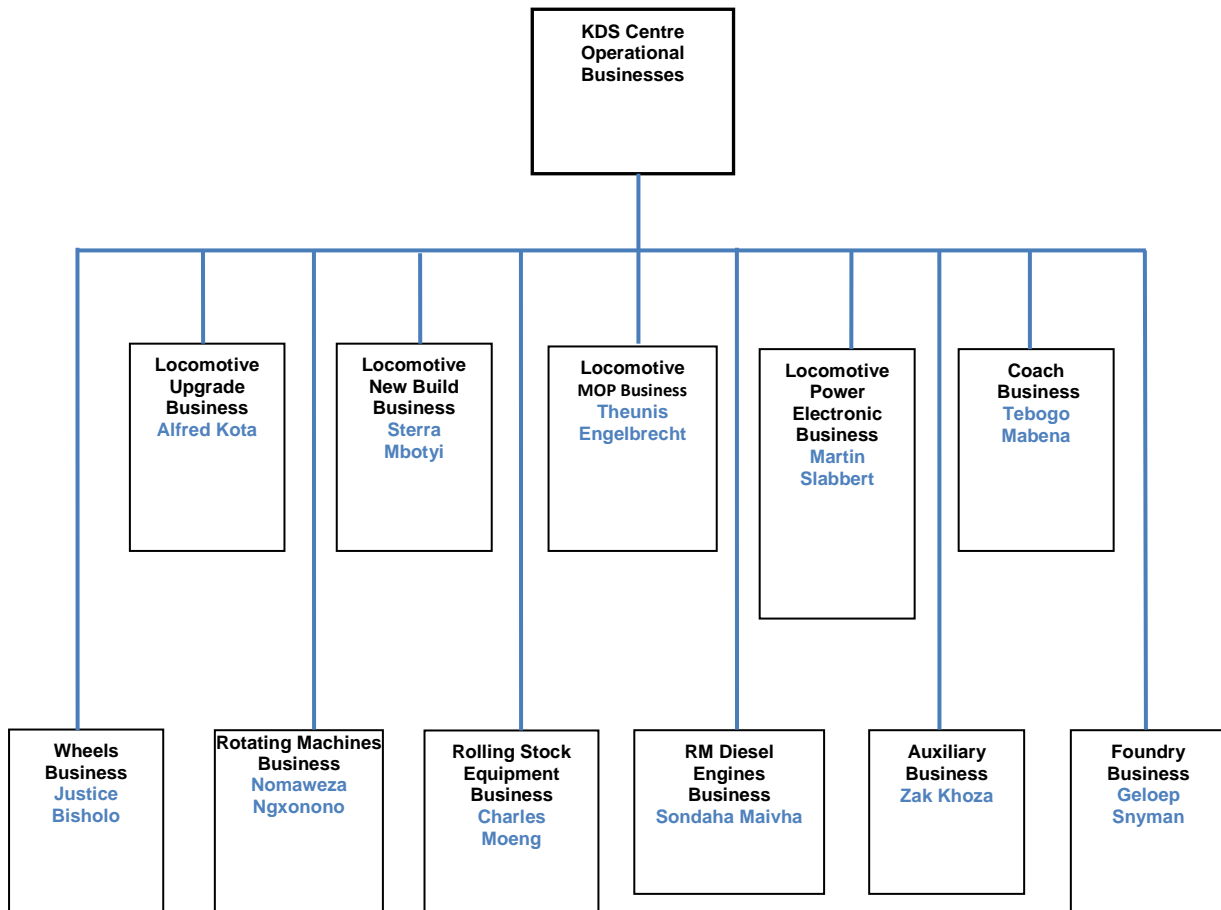 KDS Centre
Operational
Businesses
Locomotive
Upgrade
Business
Alfred Kota
Locomotive
New Build
Business
Sterra
Mbotyi
Locomotive
MOP Business
Theunis
Engelbrecht
Locomotive
Power
Electronic
Business
Martin
Slabbert
Coach
Business
Tebogo
Mabena
Wheels
Business
Justice
Bisholo
Rotating Machines
Business
Nomaweza
Ngxonono
Rolling Stock
Equipment
Business
Charles
Moeng
RM Diesel
Engines
Business
Sondaha Maivha
Auxiliary
Business
Zak Khoza
Foundry
Business
Geloep
Snyman